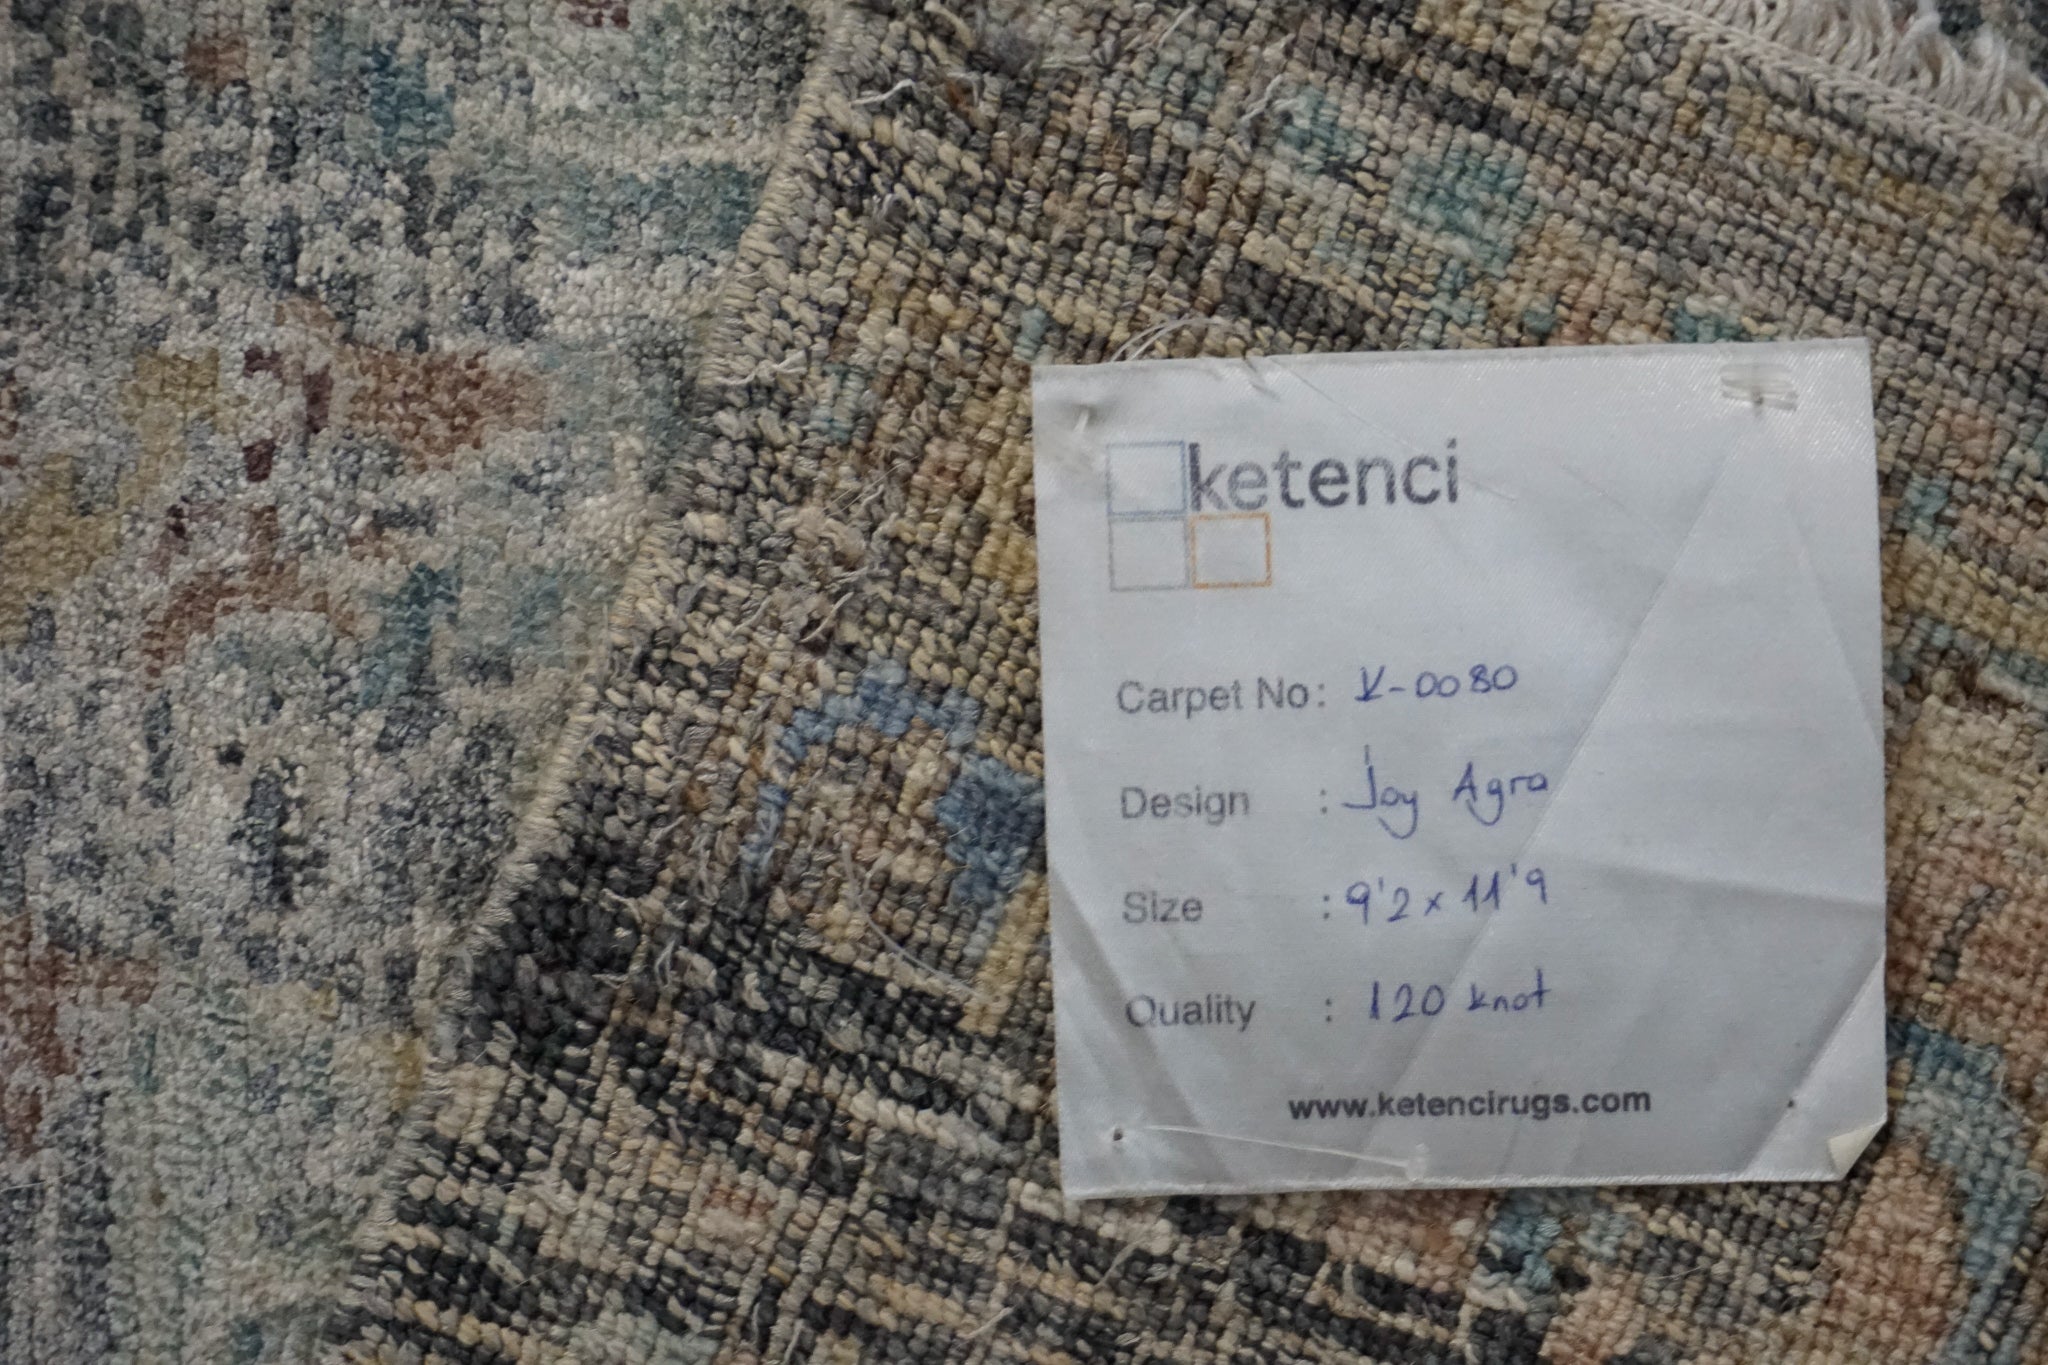 ketenci
Carpet No: K-0080
Design : Joy Agra
Size : 9'2 x 11'9
Quality : 120 knot
www.ketencirugs.com